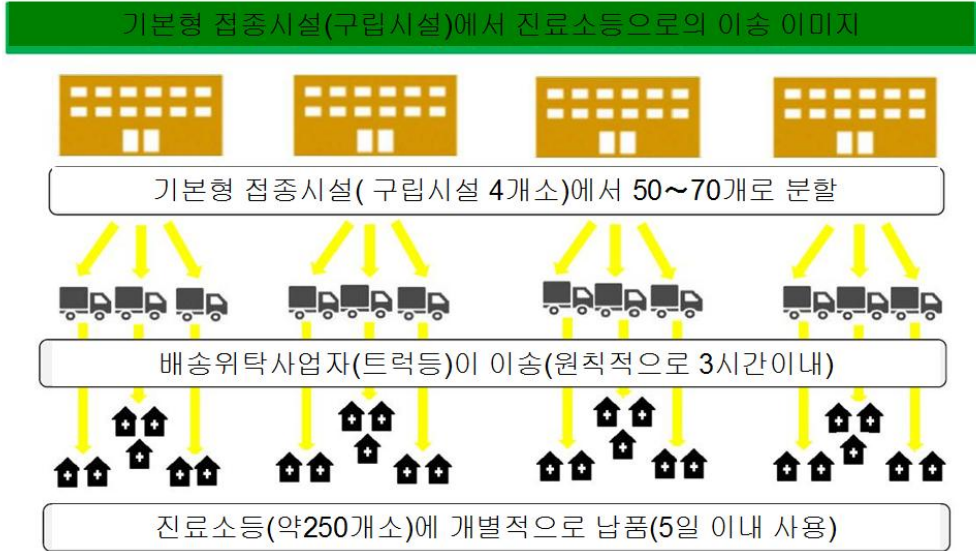 기본형 접종시설(구립시설)에서 진료소등으로의 이송 이미지
기본형 접종시설( 구립시설 4개소)에서 50～70개로 분할
배송위탁사업자(트럭등)이 이송(원칙적으로 3시간이내)
진료소등(약250개소)에 개별적으로 납품(5일 이내 사용)